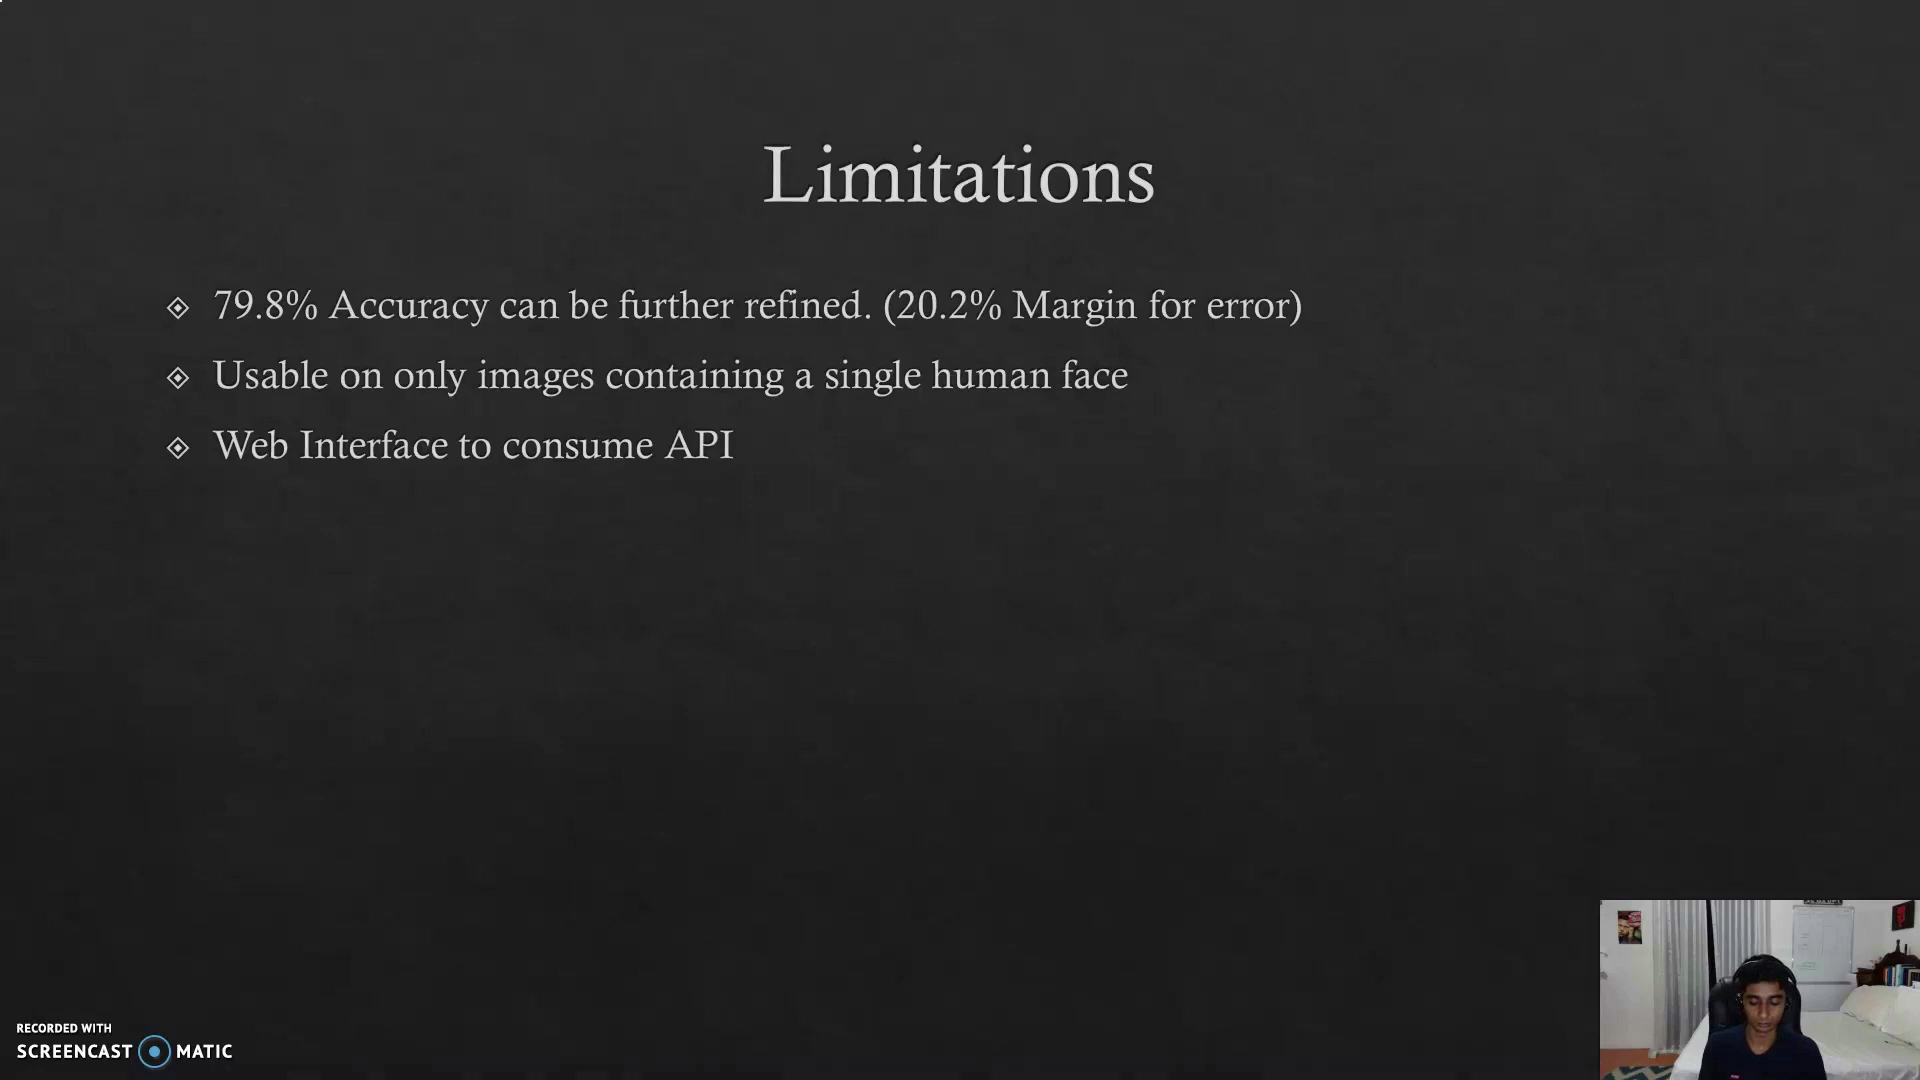 Limitations
79.8% Accuracy can be further refined. (20.2% Margin for error)
Usable on only images containing a single human face
Web Interface to consume API
RECORDED WITH
SCREENCAST MATIC